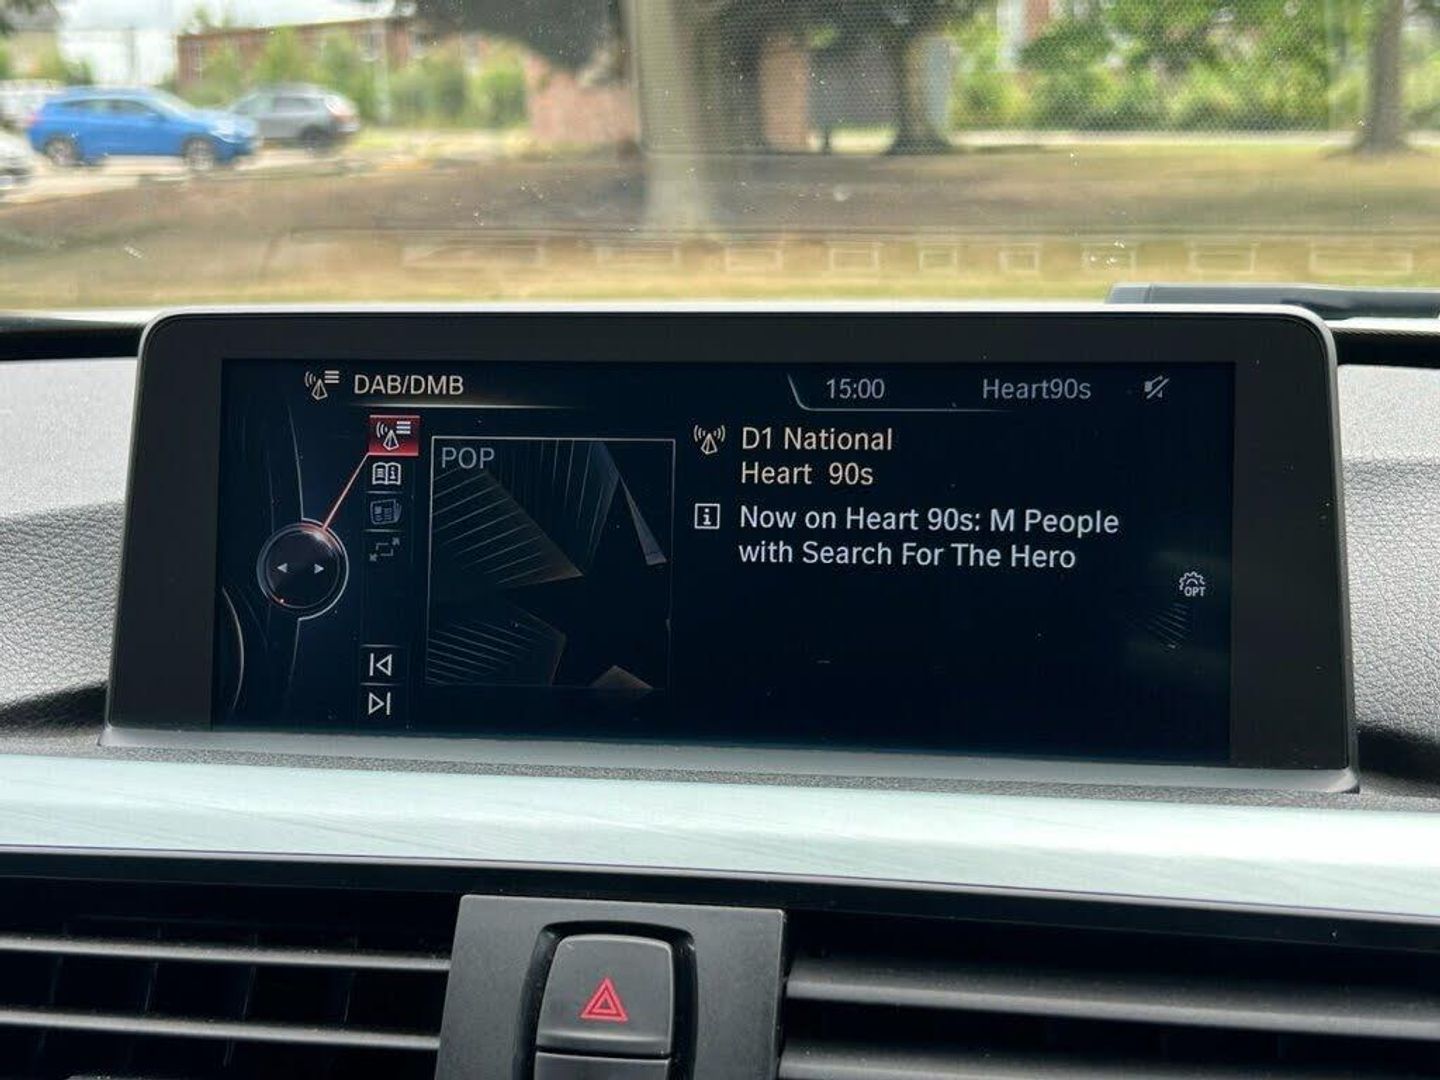 DAB/DMB
15:00
Heart90s
POP
D1 National
Heart 90s
Now on Heart 90s: M People
with Search For The Hero
OPT